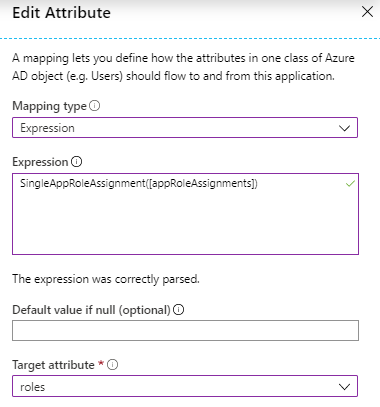 Edit Attribute
A mapping lets you define how the attributes in one class of Azure
AD object (e.g. Users) should flow to and from this application.
Mapping type
Expression
Expression
SingleAppRoleAssignment([appRoleAssignments])
The expression was correctly parsed.
Default value if null (optional)
Target attribute *
roles